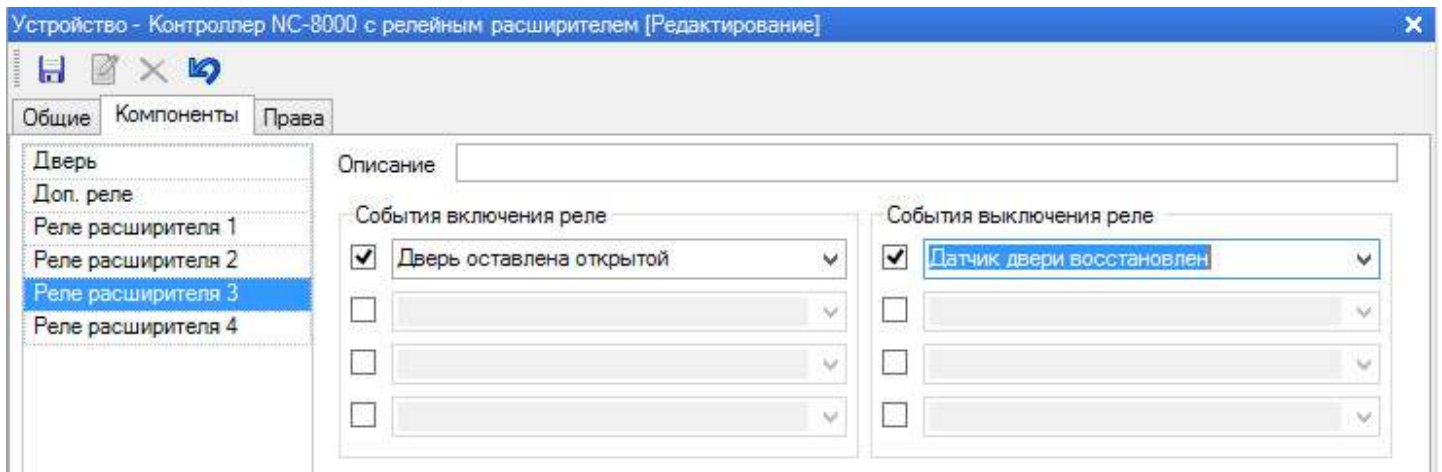 Устройство - Контроллер NC-8000 с релейным расширителем [Редактирование]
Общие Компоненты Права
Дверь
Доп. реле
Реле расширителя 1
Реле расширителя 2
Реле расширителя 3
Реле расширителя 4
Описание
События включения реле
Дверь оставлена открытой
События выключения реле
Датчик двери восстановлен